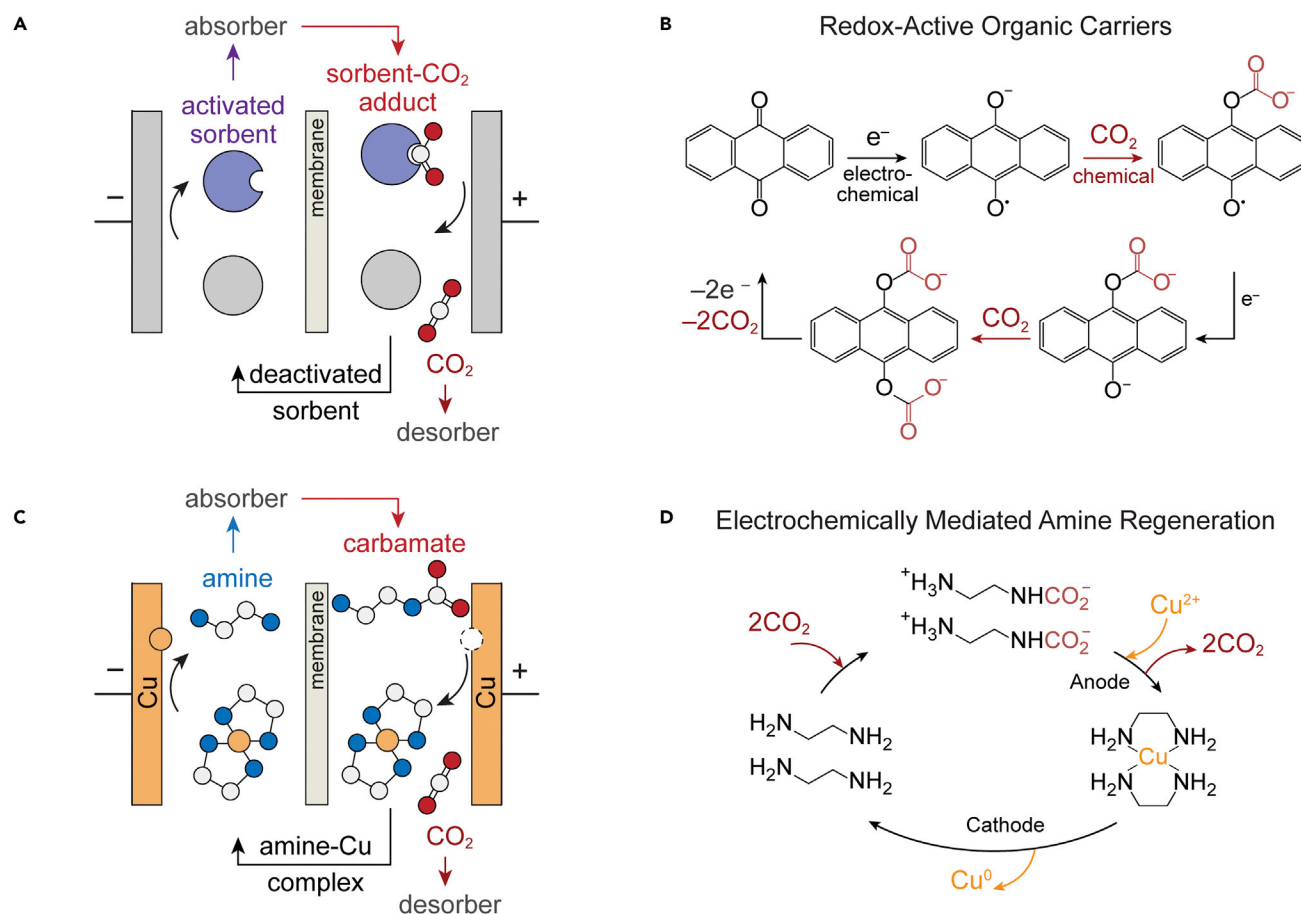 A
absorber
sorbent-CO₂
adduct
activated
sorbent
membrane
–
+
deactivated
sorbent
CO₂
desorber
B
Redox-Active Organic Carriers
O
O
e⁻
electro-
chemical
O⁻
O•
CO₂
chemical
O
O
O⁻
O•
e⁻
O
O
O⁻
O⁻
CO₂
O
O
O⁻
O
O⁻
O
–2e⁻
–2CO₂
C
absorber
carbamate
amine
membrane
Cu
Cu
–
+
amine-Cu
complex
CO₂
desorber
D
Electrochemically Mediated Amine Regeneration
⁺H₃N NHCO₂⁻
⁺H₃N NHCO₂⁻
2CO₂
Cu²⁺
2CO₂
Anode
H₂N NH₂
H₂N NH₂
H₂N NH₂
Cu
H₂N NH₂
Cathode
Cu⁰